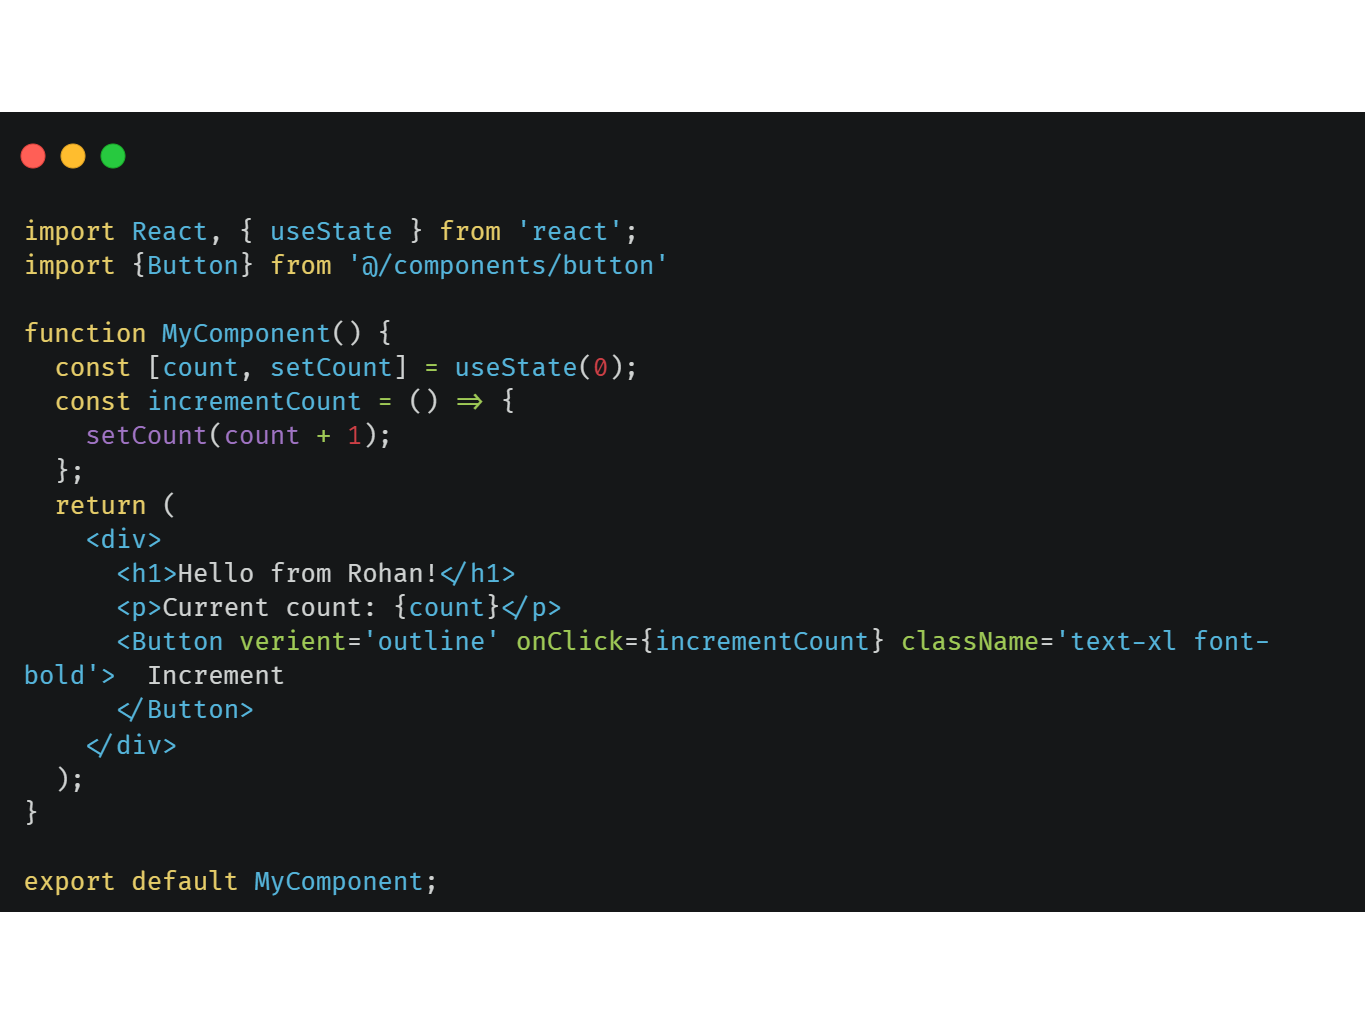 import React, { useState } from 'react';
import {Button} from '@/components/button'

function MyComponent() {
  const [count, setCount] = useState(0);
  const incrementCount = () => {
    setCount(count + 1);
  };
  return (
    <div>
      <h1>Hello from Rohan!</h1>
      <p>Current count: {count}</p>
      <Button verient='outline' onClick={incrementCount} className='text-xl font-
bold'>  Increment
      </Button>
    </div>
  );
}

export default MyComponent;